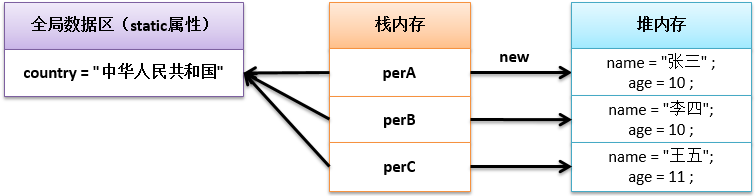 全局数据区（static属性）
country = "中华人民共和国"
栈内存
perA
perB
perC
new
堆内存
name = "张三" ;
age = 10 ;
name = "李四";
age = 10 ;
name = "王五";
age = 11 ;